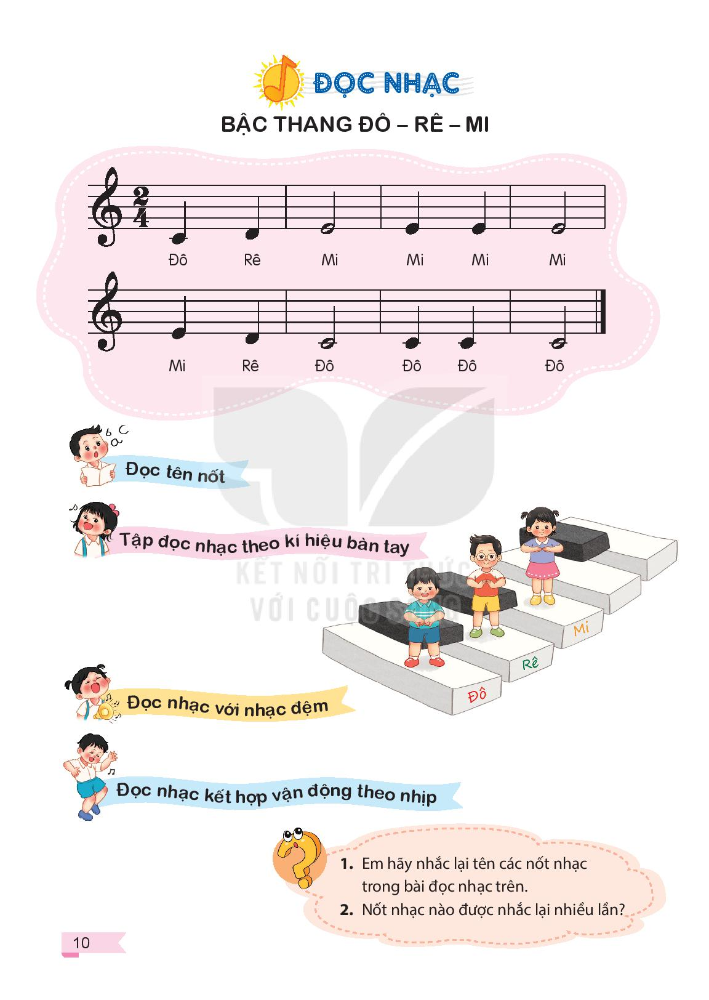 ĐỌC NHẠC
BẬC THANG ĐÔ – RÊ – MI
2
4
Đô Rê Mi Mi Mi Mi
Mi Rê Đô Đô Đô Đô
b C
a
Đọc tên nốt
Tập đọc nhạc theo kí hiệu bàn tay
KẾT NỐI TRI THỨC
VỚI CUỘC SỐNG
Mi
Rê
Đô
Đọc nhạc với nhạc đệm
Đọc nhạc kết hợp vận động theo nhịp
?
1. Em hãy nhắc lại tên các nốt nhạc
trong bài đọc nhạc trên.
2. Nốt nhạc nào được nhắc lại nhiều lần?
10